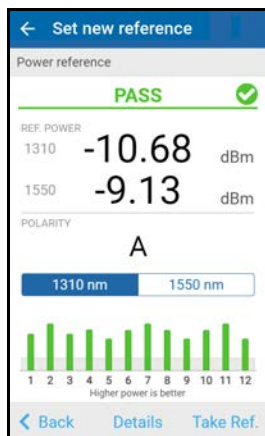 Set new reference
Power reference
PASS
REF. POWER
1310 -10.68 dBm
1550 -9.13 dBm
POLARITY
A
1310 nm 1550 nm
1 2 3 4 5 6 7 8 9 10 11 12
Higher power is better
Back Details Take Ref.